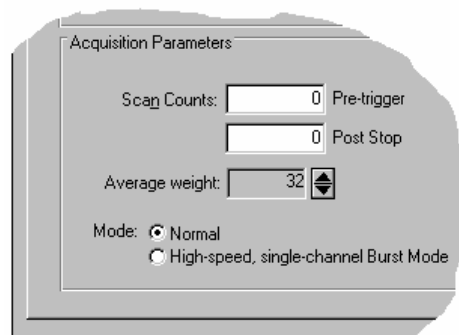 Acquisition Parameters
Scan Counts: 0 Pre-trigger
0 Post Stop
Average weight: 32
Mode: Normal
High-speed, single-channel Burst Mode